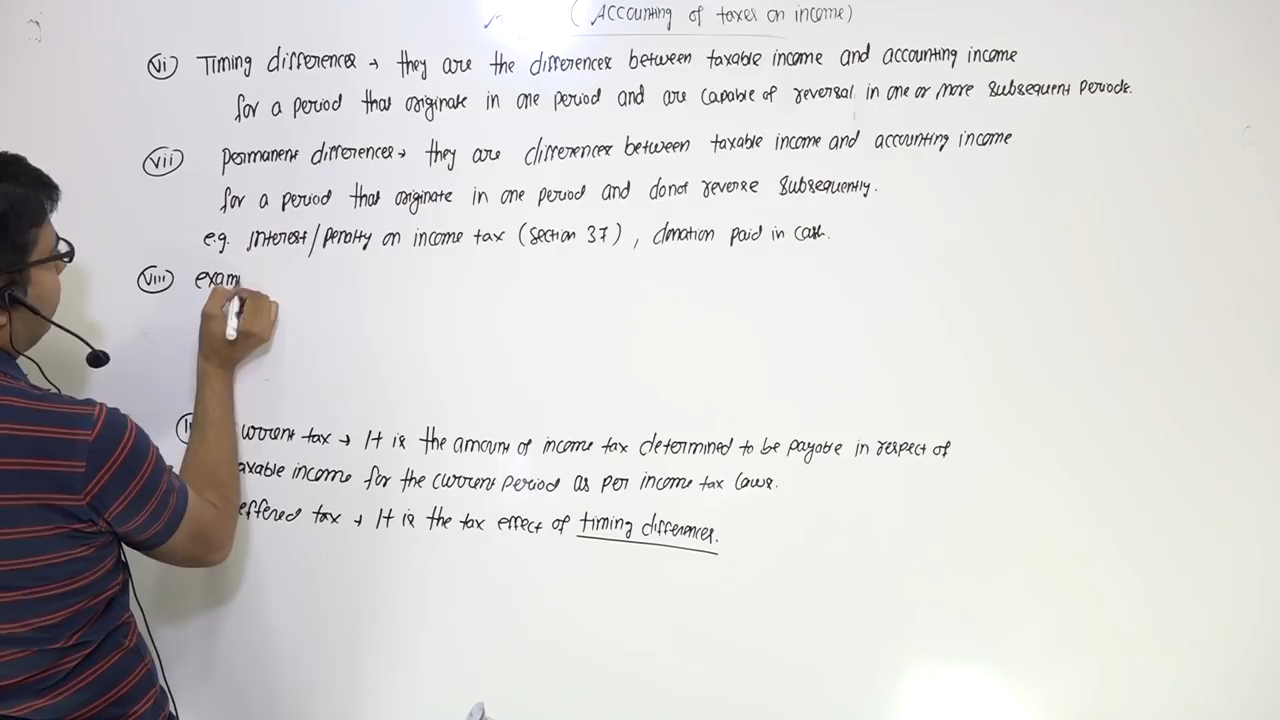 (Accounting of taxes on income)
(vi) Timing differences → they are the differences between taxable income and accounting income
for a period that originate in one period and are capable of reversal in one or more subsequent periods.
(vii) permanent differences → they are differences between taxable income and accounting income
for a period that originate in one period and donot reverse subsequently.
e.g. interest/penalty on income tax (section 37), donation paid in cash.
(viii) exam
urrent tax → It is the amount of income tax determined to be payable in respect of
axable income for the current period as per income tax laws.
effered tax → It is the tax effect of timing differences.